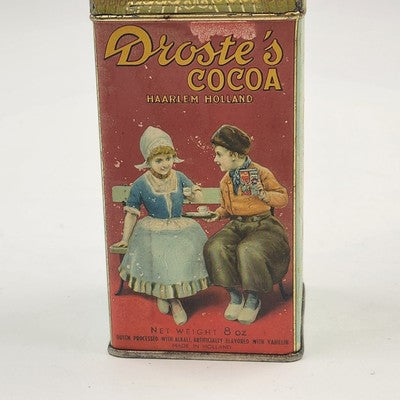 Droste's
COCOA
HAARLEM HOLLAND
NET WEIGHT 8 oz
DUTCH PROCESSED WITH ALKALI, ARTIFICIALLY FLAVORED WITH VANILLIN
MADE IN HOLLAND